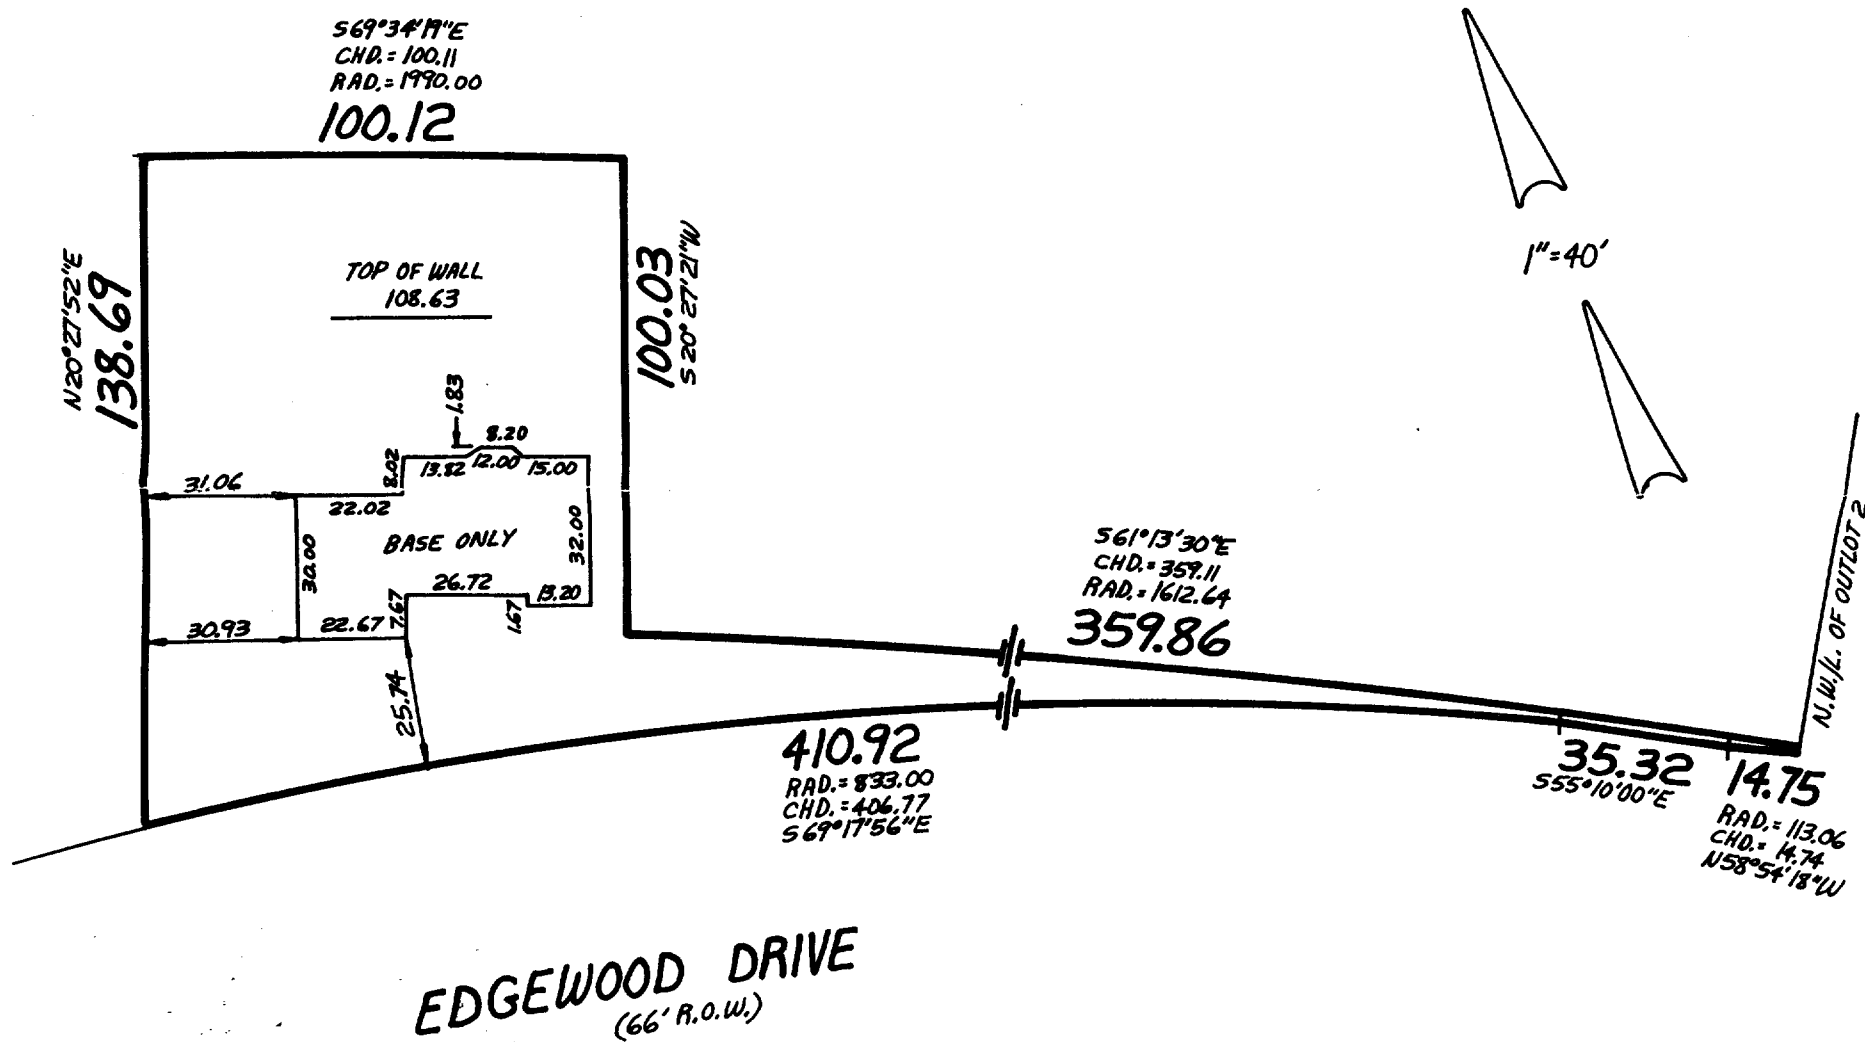 S69°34'19"E
CHD.= 100.11
RAD.= 1990.00
100.12
1"=40'
N20°27'52"E
138.69
TOP OF WALL
108.63
100.03
S20°27'21"W
1.83
8.20
8.02
13.82
12.00
15.00
31.06
22.02
BASE ONLY
30.00
32.00
26.72
13.20
7.67
1.67
30.93
22.67
25.74
S61°13'30"E
CHD.= 359.11
RAD.= 1612.64
359.86
N.W./L. OF OUTLOT 2
410.92
RAD.= 833.00
CHD.= 406.77
S69°17'56"E
35.32
S55°10'00"E
14.75
RAD.= 113.06
CHD.= 14.74
N58°54'18"W
EDGEWOOD DRIVE
(66' R.O.W.)